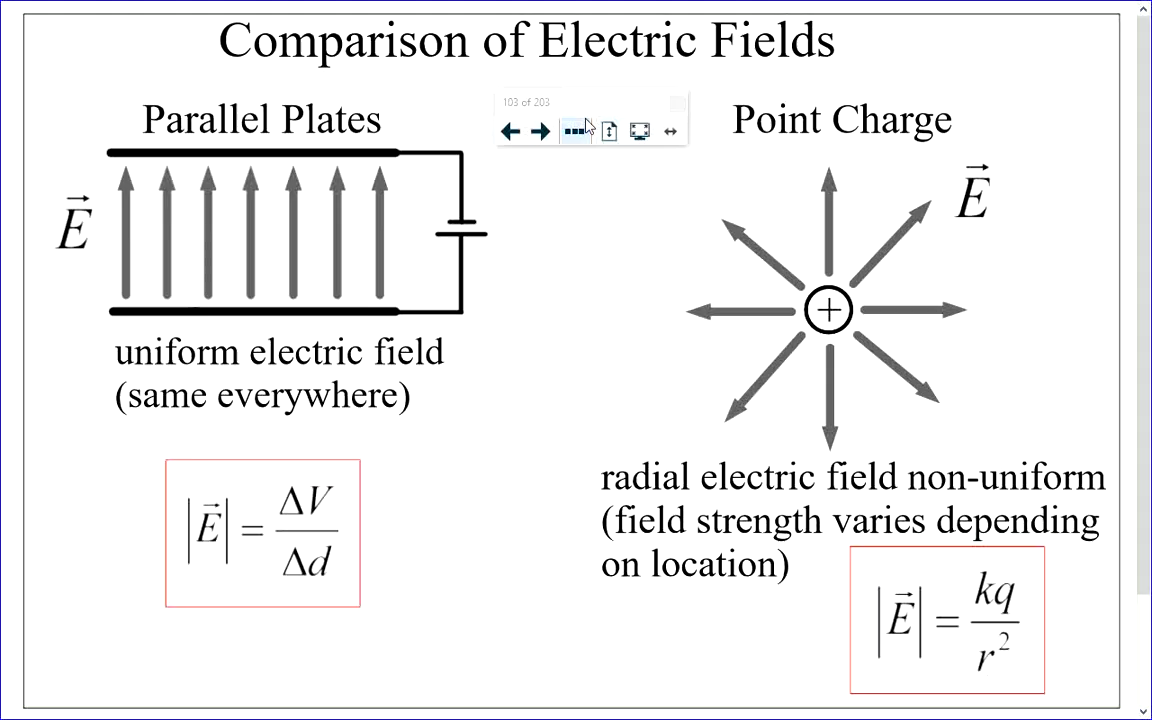 Comparison of Electric Fields
103 of 203
Parallel Plates
Point Charge
E⃗
E⃗
+
uniform electric field
(same everywhere)
|E⃗| = ΔV/Δd
radial electric field non-uniform
(field strength varies depending
on location)
|E⃗| = kq/r²